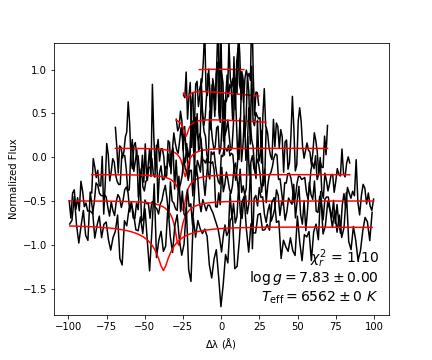 1.0
0.5
0.0
−0.5
−1.0
−1.5
Normalized Flux
χ²ᵣ = 1.10
log g = 7.83 ± 0.00
T_eff = 6562 ± 0 K
−100 −75 −50 −25 0 25 50 75 100
Δλ (Å)